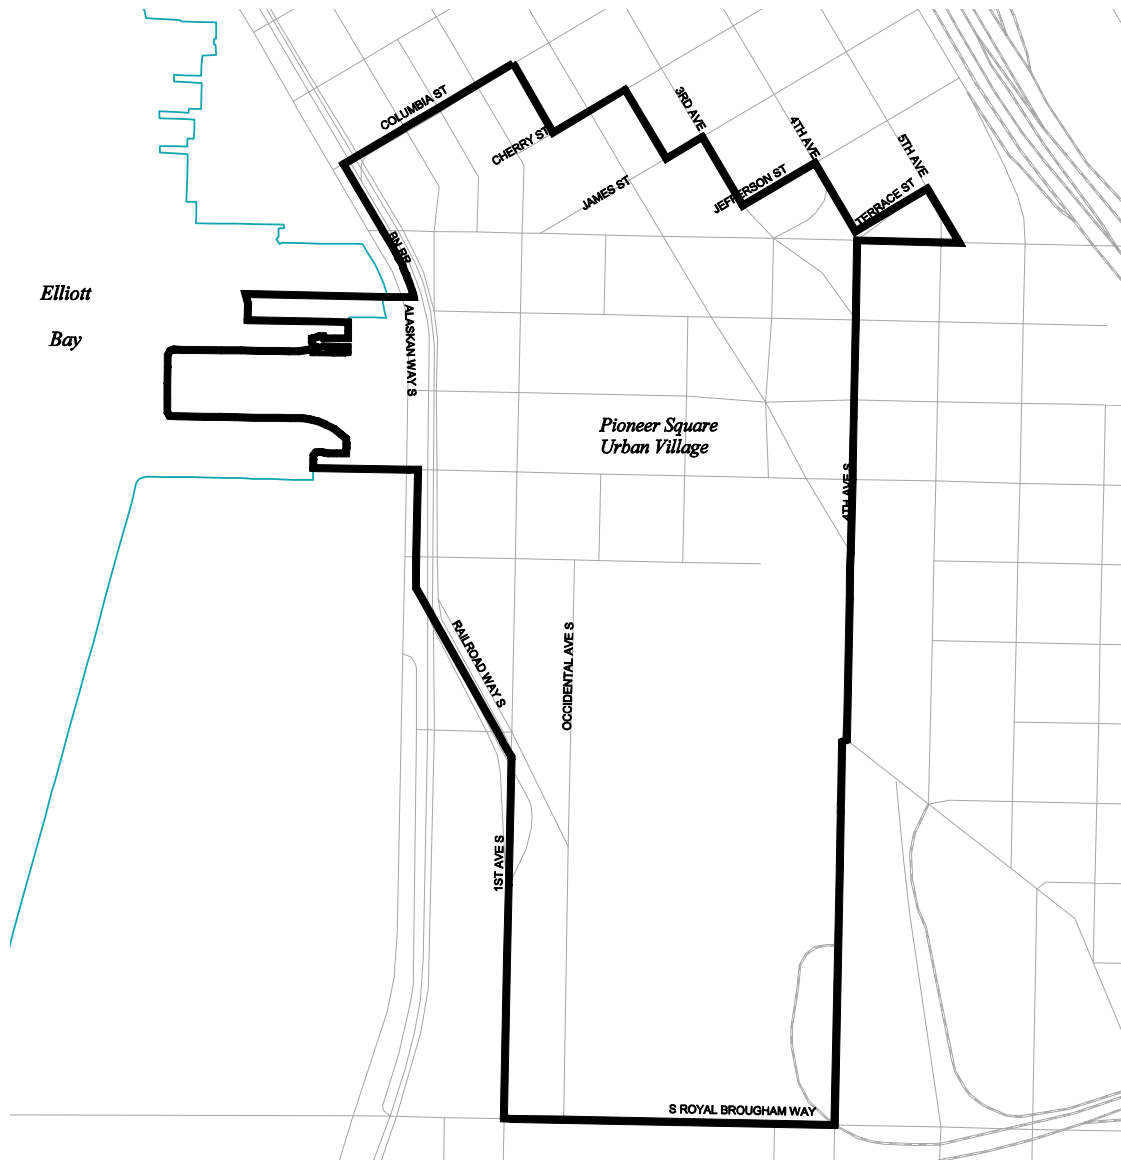 COLUMBIA ST
3RD AVE
4TH AVE
CHERRY ST
5TH AVE
JAMES ST
JEFFERSON ST
TERRACE ST
BN RR
Elliott
Bay
ALASKAN WAY S
Pioneer Square
Urban Village
4TH AVE S
RAILROAD WAY S
OCCIDENTAL AVE S
1ST AVE S
S ROYAL BROUGHAM WAY